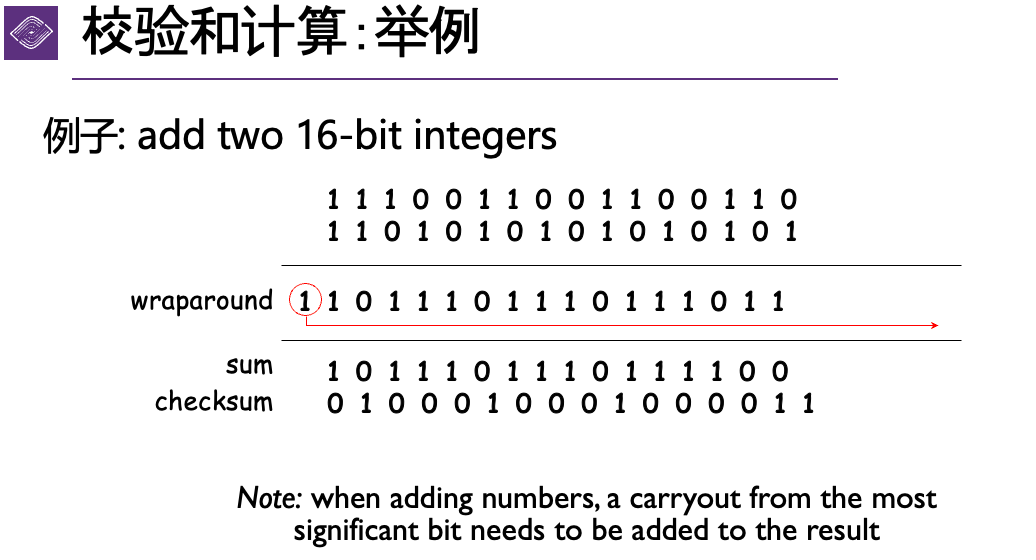 校验和计算：举例
例子: add two 16-bit integers
1 1 1 0 0 1 1 0 0 1 1 0 0 1 1 0
1 1 0 1 0 1 0 1 0 1 0 1 0 1 0 1
wraparound 1 1 0 1 1 1 0 1 1 1 0 1 1 1 0 1 1
sum 1 0 1 1 1 0 1 1 1 0 1 1 1 1 0 0
checksum 0 1 0 0 0 1 0 0 0 1 0 0 0 0 1 1
Note: when adding numbers, a carryout from the most
significant bit needs to be added to the result